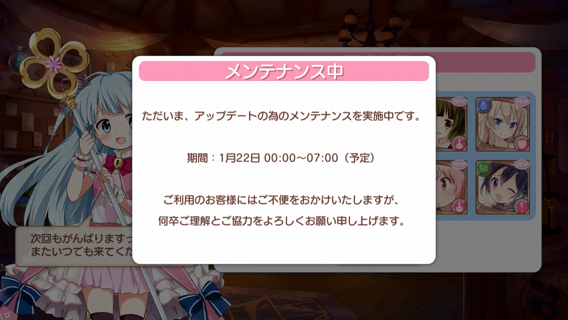 メンテナンス中
ただいま、アップデートの為のメンテナンスを実施中です。
期間：1月22日 00:00〜07:00（予定）
ご利用のお客様にはご不便をおかけいたしますが、
何卒ご理解とご協力をよろしくお願い申し上げます。
次回もがんばりますっ
またいつでも来てくだ